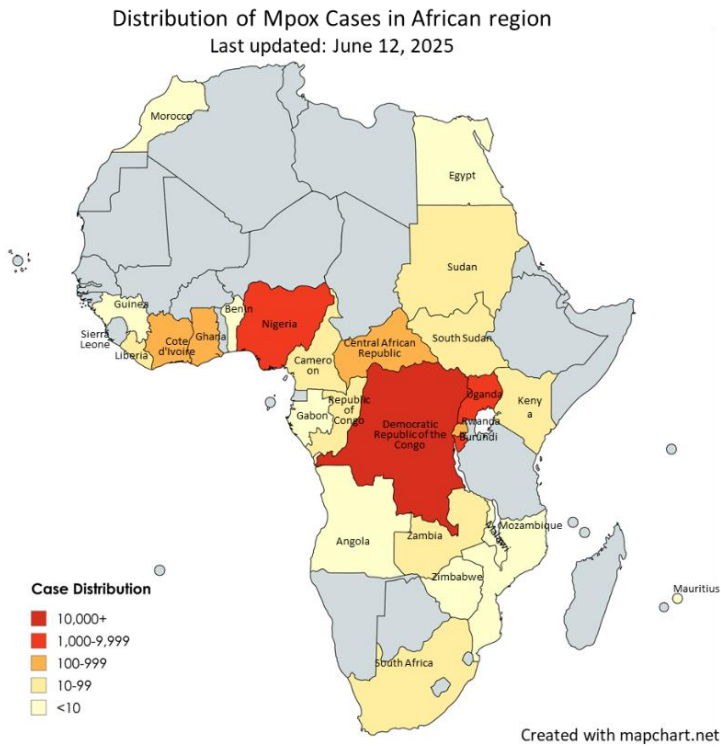 Distribution of Mpox Cases in African region
Last updated: June 12, 2025
Morocco
Egypt
Sudan
Guinea
Benin
Nigeria
Sierra
Leone
Liberia
Cote
d'Ivoire
Ghana
Central African
Republic
South Sudan
Camero
on
Uganda
Keny
a
Gabon
Republic
of
Congo
Rwanda
Burundi
Democratic
Republic of the
Congo
Angola
Zambia
Malawi
Mozambique
Zimbabwe
Mauritius
South Africa
Case Distribution
10,000+
1,000-9,999
100-999
10-99
<10
Created with mapchart.net